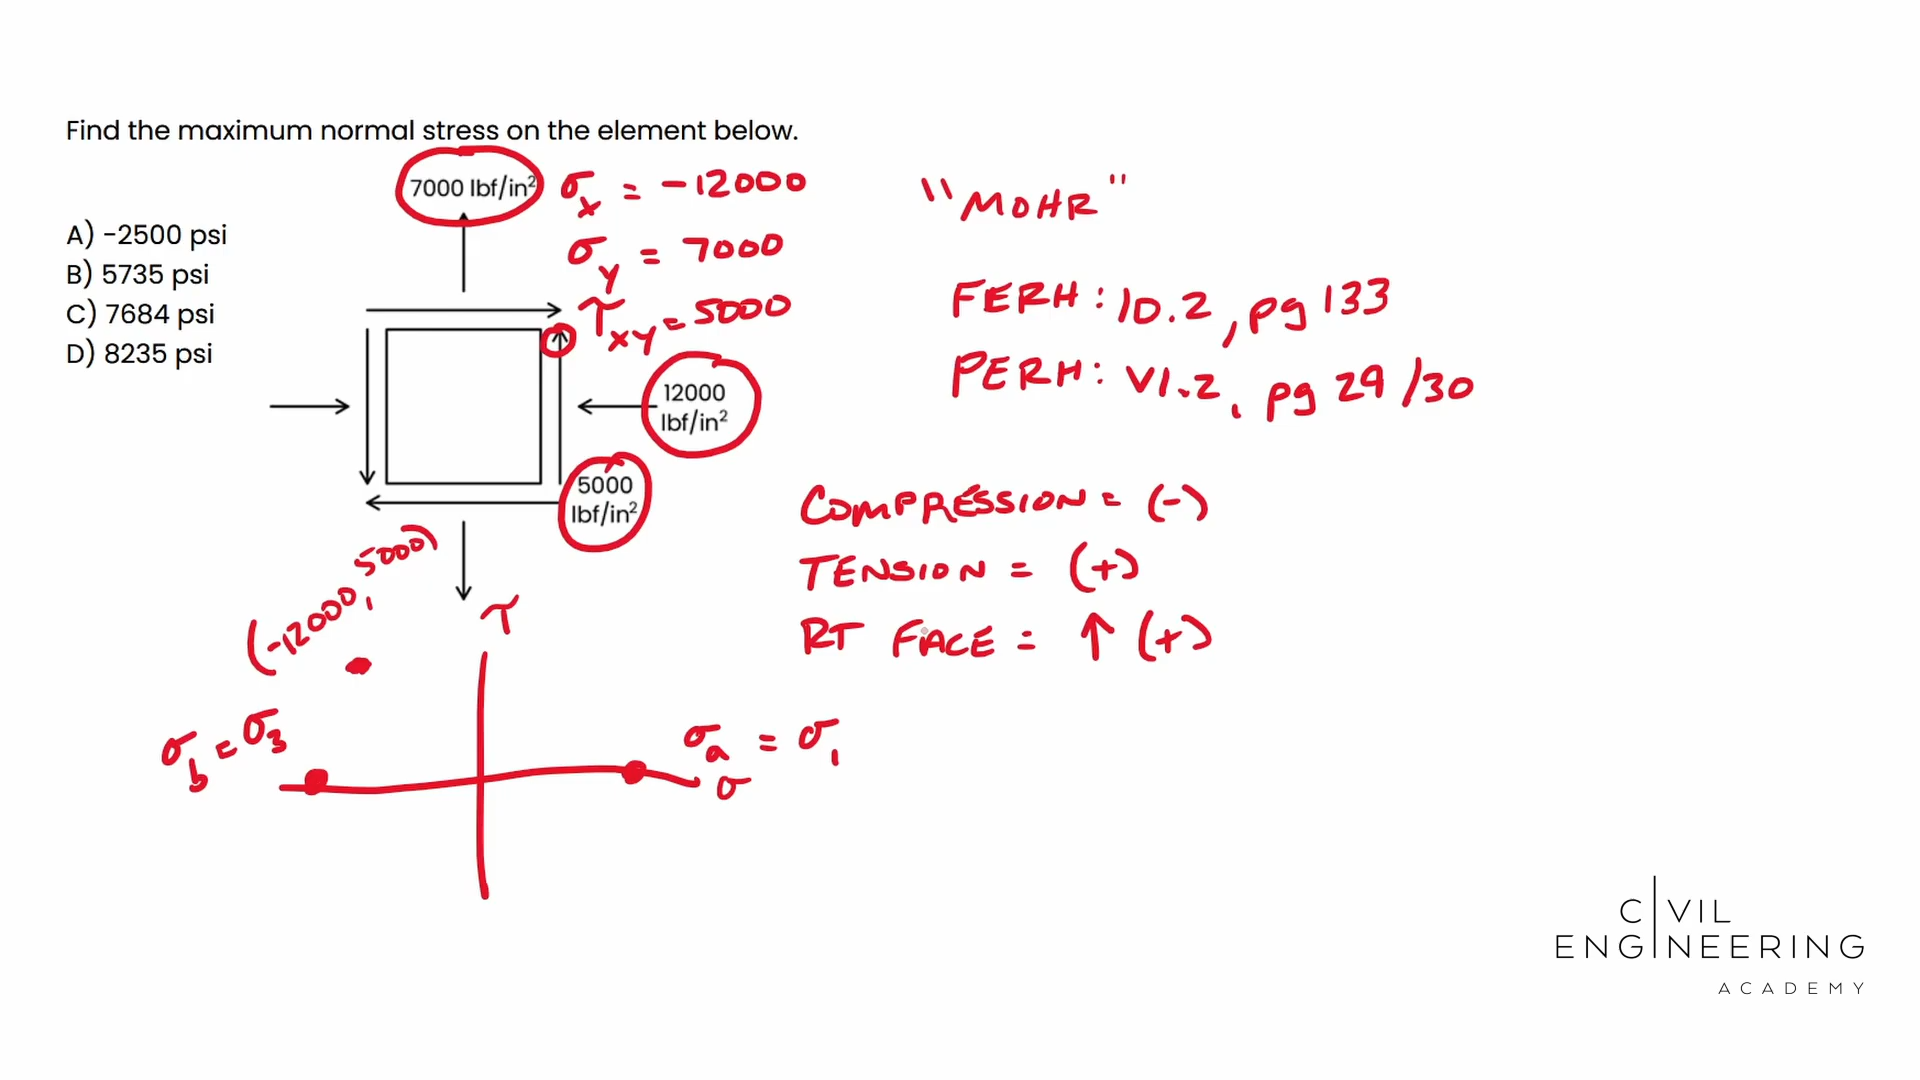 Find the maximum normal stress on the element below.
A) -2500 psi
B) 5735 psi
C) 7684 psi
D) 8235 psi
7000 lbf/in²
σx = -12000
σy = 7000
τxy = 5000
12000
lbf/in²
5000
lbf/in²
"MOHR"
FERH: 10.2, pg 133
PERH: V1.2, pg 29/30
COMPRESSION = (-)
TENSION = (+)
RT FACE = ↑ (+)
(-12000, 5000)
τ
σb = σ3
σa = σ1
σ
CIVIL
ENGINEERING
ACADEMY